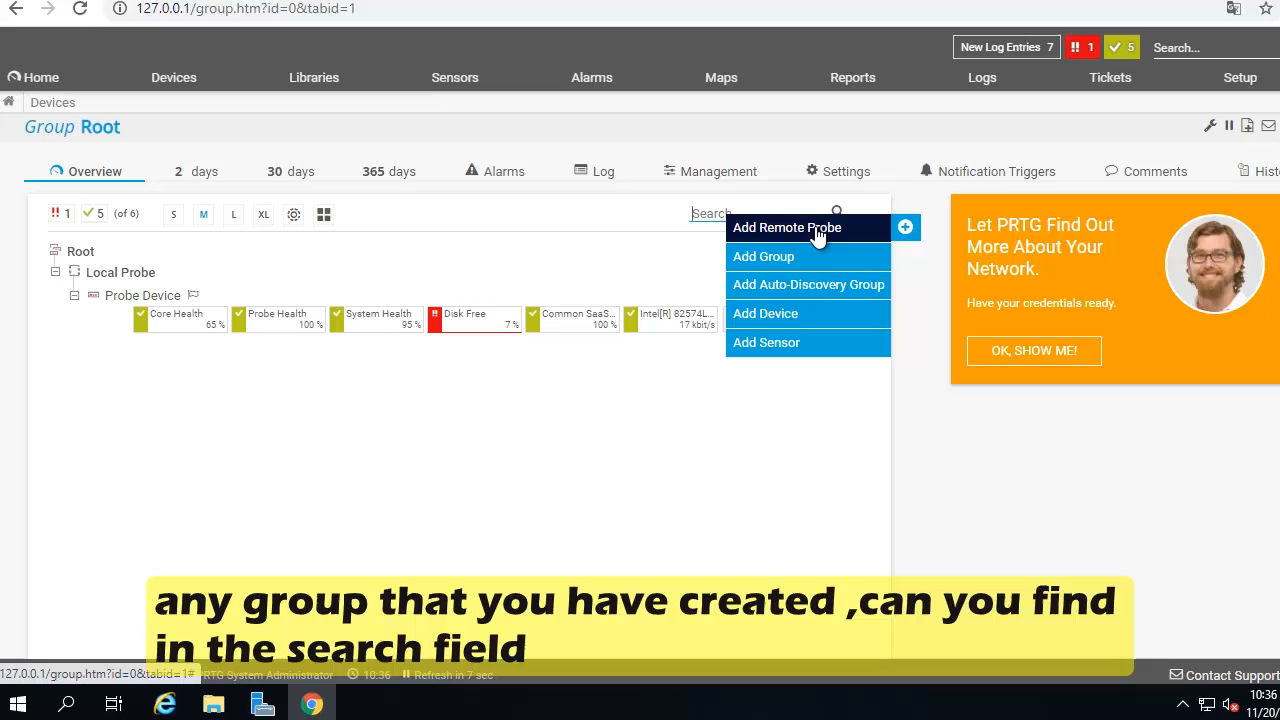 127.0.0.1/group.htm?id=0&tabid=1
New Log Entries 7
1
5
Search...
Home
Devices
Libraries
Sensors
Alarms
Maps
Reports
Logs
Tickets
Setup
Devices
Group Root
Overview
2 days
30 days
365 days
Alarms
Log
Management
Settings
Notification Triggers
Comments
1
5 (of 6)
S
M
L
XL
Search
Root
Local Probe
Probe Device
Core Health
65 %
Probe Health
100 %
System Health
95 %
Disk Free
7 %
Common SaaS...
100 %
Intel[R] 82574L...
17 kbit/s
Add Remote Probe
Add Group
Add Auto-Discovery Group
Add Device
Add Sensor
Let PRTG Find Out
More About Your
Network.
Have your credentials ready.
OK, SHOW ME!
any group that you have created ,can you find
in the search field
127.0.0.1/group.htm?id=0&tabid=1#
PRTG System Administrator
10:36
Refresh in 7 sec
Contact Support
10:36
11/20/